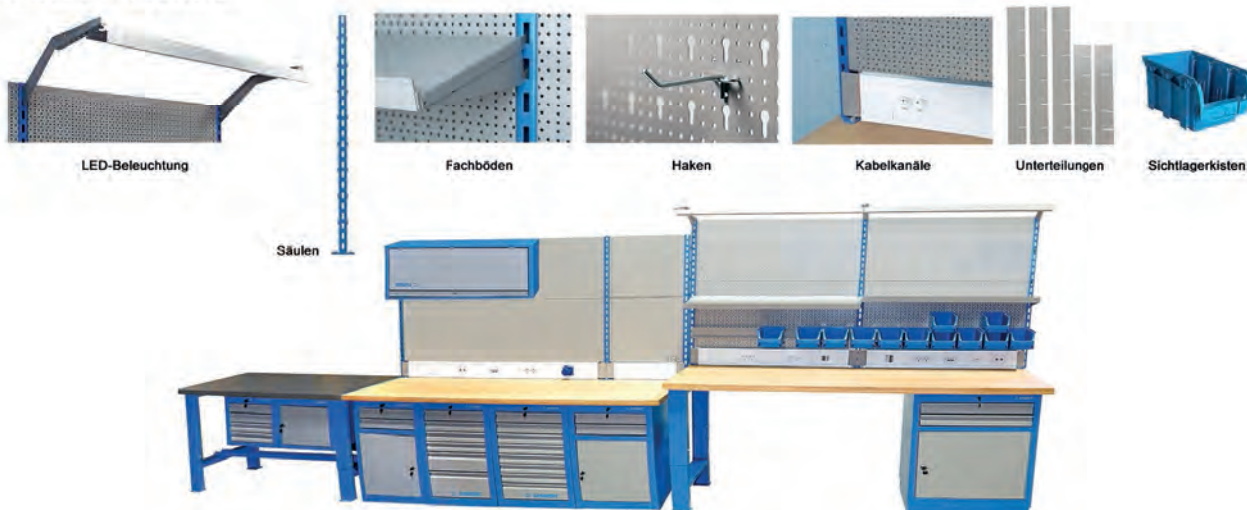 LED-Beleuchtung
Säulen
Fachböden
Haken
Kabelkanäle
Unterteilungen
Sichtlagerkisten